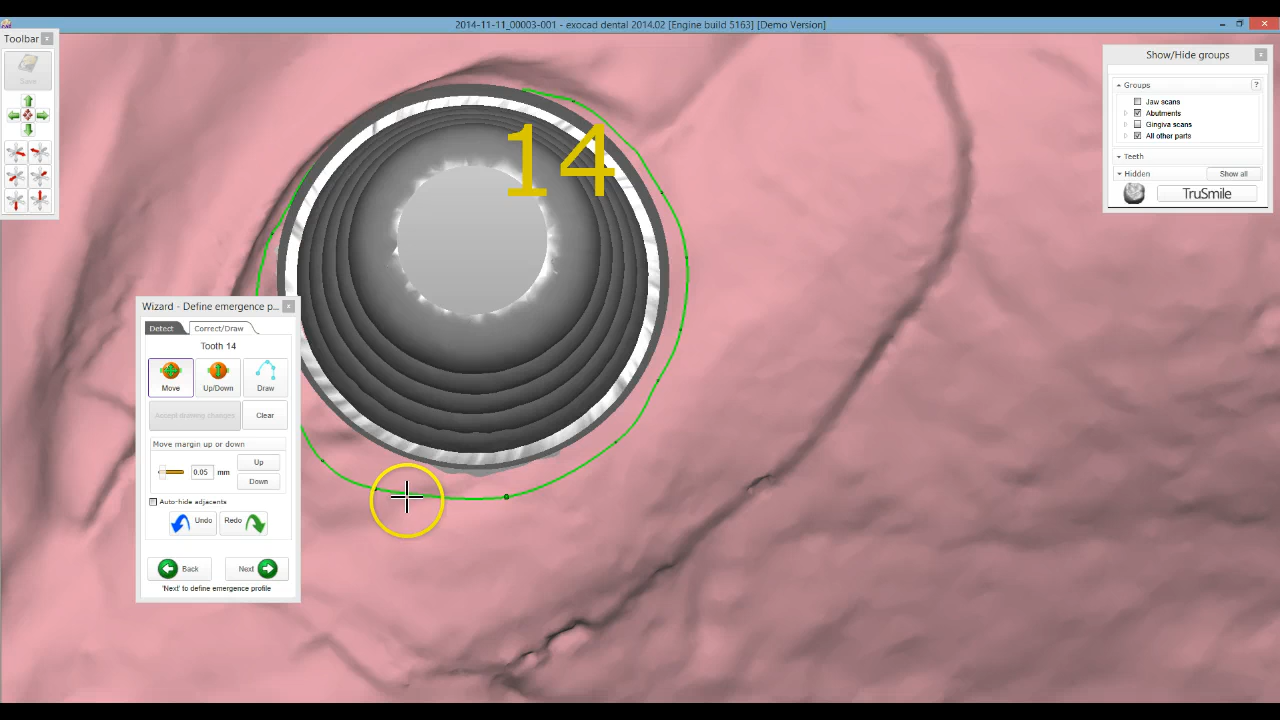 2014-11-11_00003-001 - exocad dental 2014.02 [Engine build 5163] [Demo Version]
Toolbar
Save
Show/Hide groups
Groups
?
Jaw scans
Abutments
Gingiva scans
All other parts
Teeth
Hidden
Show all
TruSmile
14
Wizard - Define emergence p...
Detect
Correct/Draw
Tooth 14
Move
Up/Down
Draw
Accept drawing changes
Clear
Move margin up or down
0.05 mm
Up
Down
Auto-hide adjacents
Undo
Redo
Back
Next
'Next' to define emergence profile